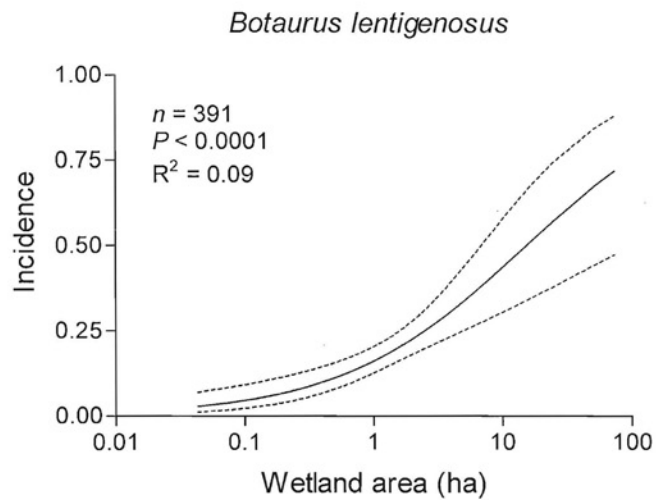 Botaurus lentigenosus
1.00
0.75
0.50
0.25
0.00
Incidence
n = 391
P < 0.0001
R² = 0.09
0.01 0.1 1 10 100
Wetland area (ha)